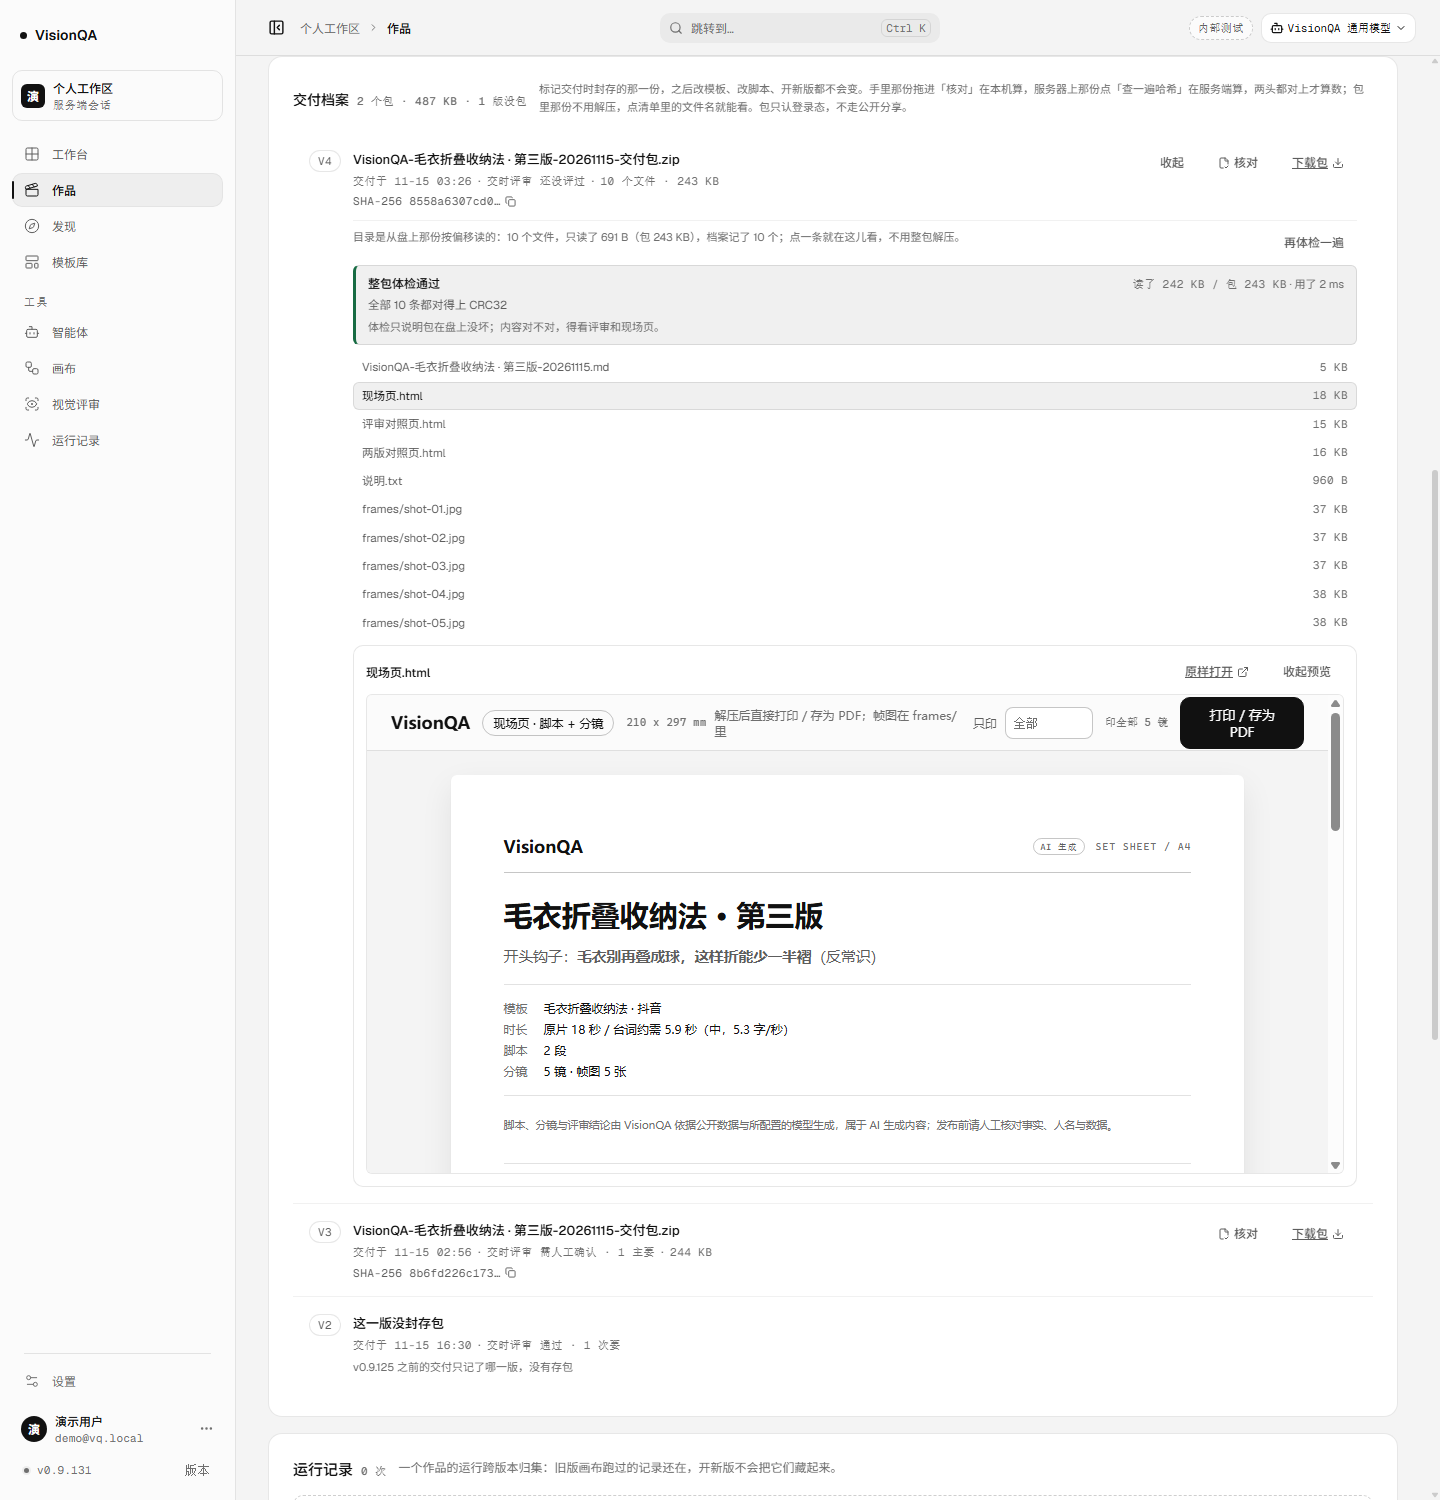 VisionQA
演
个人工作区
服务端会话
工作台
作品
发现
模板库
工具
智能体
画布
视觉评审
运行记录
设置
演
演示用户
demo@vq.local
v0.9.131
版本
个人工作区
作品
跳转到…
Ctrl K
内部测试
VisionQA 通用模型
交付档案
2 个包 · 487 KB · 1 版没包
标记交付时封存的那一份，之后改模板、改脚本、开新版都不会变。手里那份拖进「核对」在本机算，服务器上那份点「查一遍哈希」在服务端算，两头都对上才算数；包
里那份不用解压，点清单里的文件名就能看。包只认登录态，不走公开分享。
V4
VisionQA-毛衣折叠收纳法 · 第三版-20261115-交付包.zip
交付于 11-15 03:26 · 交时评审 还没评过 · 10 个文件 · 243 KB
SHA-256 8558a6307cd0…
收起
核对
下载包
目录是从盘上那份按偏移读的：10 个文件，只读了 691 B（包 243 KB），档案记了 10 个；点一条就在这儿看，不用整包解压。
再体检一遍
整包体检通过
读了 242 KB / 包 243 KB · 用了 2 ms
全部 10 条都对得上 CRC32
体检只说明包在盘上没坏；内容对不对，得看评审和现场页。
VisionQA-毛衣折叠收纳法 · 第三版-20261115.md
5 KB
现场页.html
18 KB
评审对照页.html
15 KB
两版对照页.html
16 KB
说明.txt
960 B
frames/shot-01.jpg
37 KB
frames/shot-02.jpg
37 KB
frames/shot-03.jpg
37 KB
frames/shot-04.jpg
38 KB
frames/shot-05.jpg
38 KB
现场页.html
原样打开
收起预览
VisionQA
现场页 · 脚本 + 分镜
210 x 297 mm
解压后直接打印 / 存为 PDF；帧图在 frames/
里
只印
全部
印全部 5 镜
打印 / 存为
PDF
VisionQA
AI 生成
SET SHEET / A4
毛衣折叠收纳法 · 第三版
开头钩子：毛衣别再叠成球，这样折能少一半褶（反常识）
模板
毛衣折叠收纳法 · 抖音
时长
原片 18 秒 / 台词约需 5.9 秒（中，5.3 字/秒）
脚本
2 段
分镜
5 镜 · 帧图 5 张
脚本、分镜与评审结论由 VisionQA 依据公开数据与所配置的模型生成，属于 AI 生成内容；发布前请人工核对事实、人名与数据。
V3
VisionQA-毛衣折叠收纳法 · 第三版-20261115-交付包.zip
交付于 11-15 02:56 · 交时评审 需人工确认 · 1 主要 · 244 KB
SHA-256 8b6fd226c173…
核对
下载包
V2
这一版没封存包
交付于 11-15 16:30 · 交时评审 通过 · 1 次要
v0.9.125 之前的交付只记了哪一版，没有存包
运行记录
0 次
一个作品的运行跨版本归集：旧版画布跑过的记录还在，开新版不会把它们藏起来。